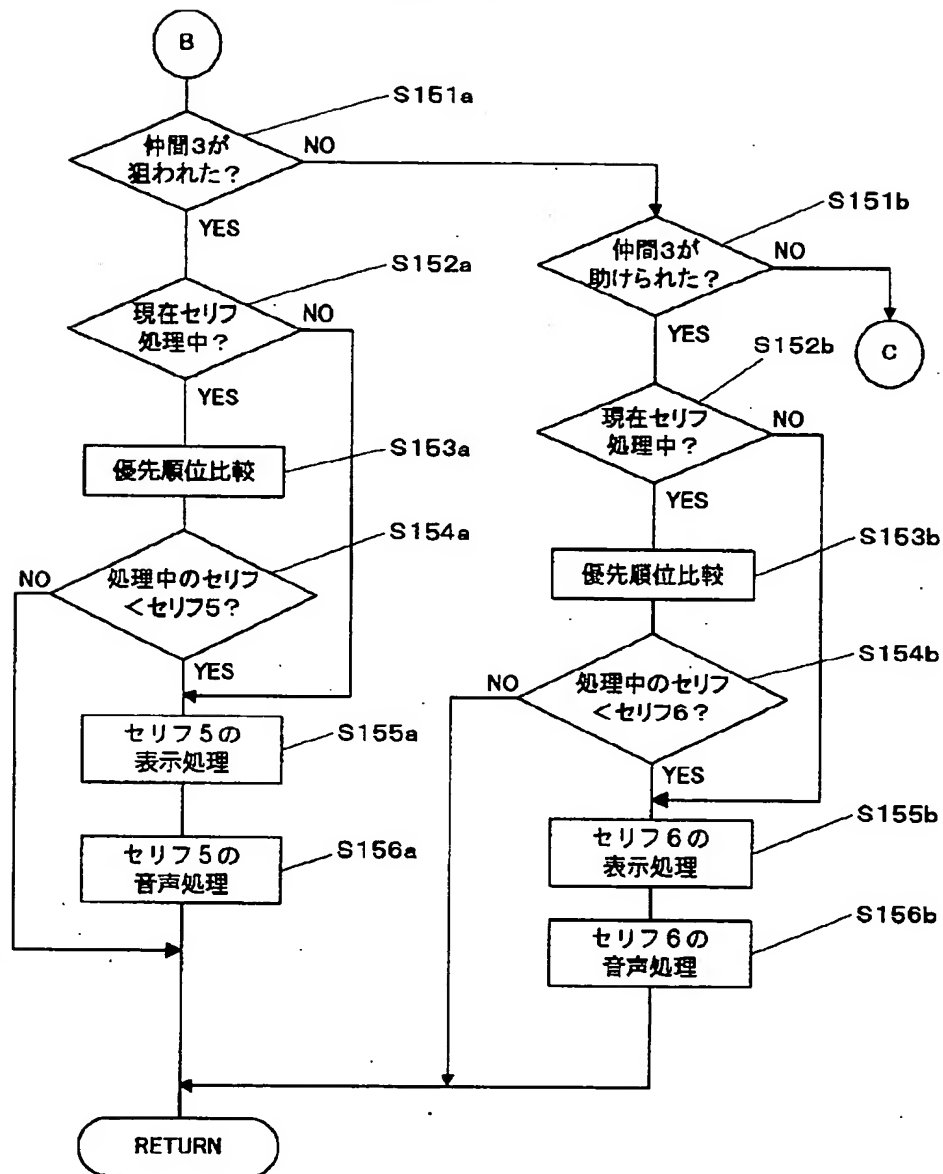 B
S151a
仲間3が
狙われた?
NO
YES
S151b
仲間3が
助けられた?
NO
YES
C
S152a
現在セリフ
処理中?
NO
YES
S152b
現在セリフ
処理中?
NO
YES
S153a
優先順位比較
S153b
優先順位比較
S154a
処理中のセリフ
<セリフ5?
NO
YES
S154b
処理中のセリフ
<セリフ6?
NO
YES
S155a
セリフ5の
表示処理
S155b
セリフ6の
表示処理
S156a
セリフ5の
音声処理
S156b
セリフ6の
音声処理
RETURN